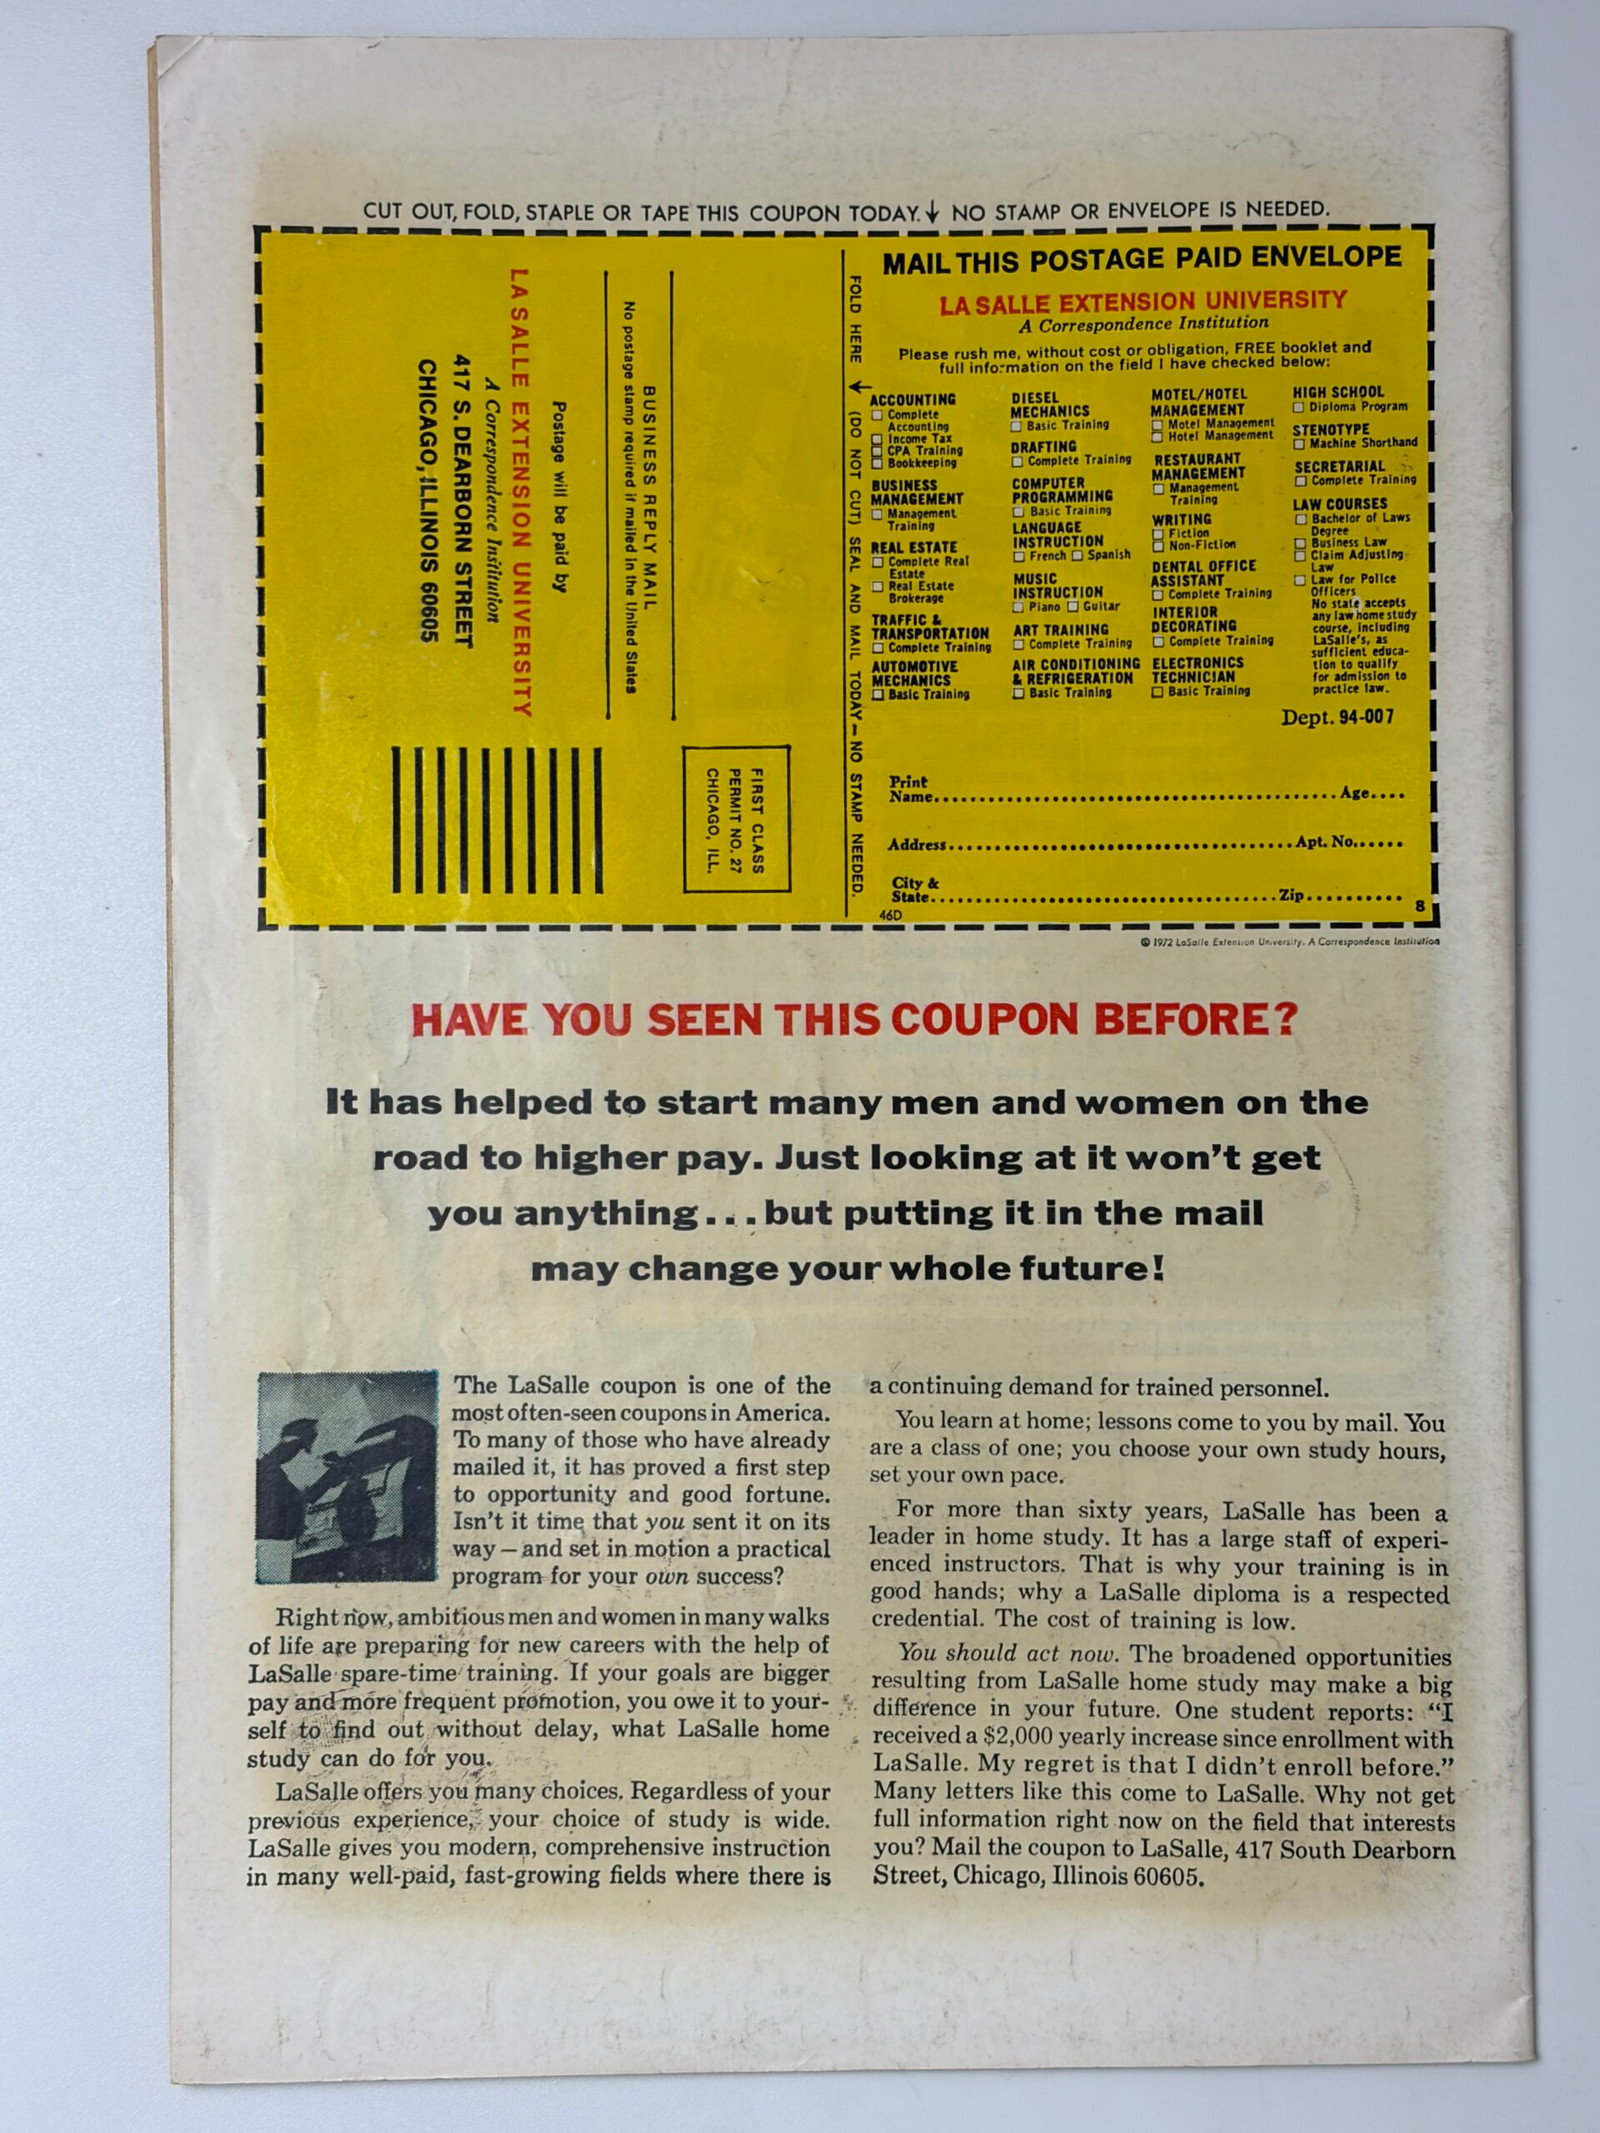 CUT OUT, FOLD, STAPLE OR TAPE THIS COUPON TODAY.↓ NO STAMP OR ENVELOPE IS NEEDED.
BUSINESS REPLY MAIL
No postage stamp required if mailed in the United States
Postage will be paid by
LA SALLE EXTENSION UNIVERSITY
A Correspondence Institution
417 S. DEARBORN STREET
CHICAGO, ILLINOIS 60605
FIRST CLASS
PERMIT NO. 27
CHICAGO, ILL.
FOLD HERE ↓ (DO NOT CUT) SEAL AND MAIL TODAY — NO STAMP NEEDED.
MAIL THIS POSTAGE PAID ENVELOPE
LA SALLE EXTENSION UNIVERSITY
A Correspondence Institution
Please rush me, without cost or obligation, FREE booklet and
full information on the field I have checked below:
ACCOUNTING
☐ Complete
Accounting
☐ Income Tax
☐ CPA Training
☐ Bookkeeping
BUSINESS
MANAGEMENT
☐ Management
Training
REAL ESTATE
☐ Complete Real
Estate
☐ Real Estate
Brokerage
TRAFFIC &
TRANSPORTATION
☐ Complete Training
AUTOMOTIVE
MECHANICS
☐ Basic Training
DIESEL
MECHANICS
☐ Basic Training
DRAFTING
☐ Complete Training
COMPUTER
PROGRAMMING
☐ Basic Training
LANGUAGE
INSTRUCTION
☐ French ☐ Spanish
MUSIC
INSTRUCTION
☐ Piano ☐ Guitar
ART TRAINING
☐ Complete Training
AIR CONDITIONING
& REFRIGERATION
☐ Basic Training
MOTEL/HOTEL
MANAGEMENT
☐ Motel Management
☐ Hotel Management
RESTAURANT
MANAGEMENT
☐ Management
Training
WRITING
☐ Fiction
☐ Non-Fiction
DENTAL OFFICE
ASSISTANT
☐ Complete Training
INTERIOR
DECORATING
☐ Complete Training
ELECTRONICS
TECHNICIAN
☐ Basic Training
HIGH SCHOOL
☐ Diploma Program
STENOTYPE
☐ Machine Shorthand
SECRETARIAL
☐ Complete Training
LAW COURSES
☐ Bachelor of Laws
Degree
☐ Business Law
☐ Claim Adjusting
Law
☐ Law for Police
Officers
No state accepts
any law home study
course, including
LaSalle's, as
sufficient educa-
tion to qualify
for admission to
practice law.
Dept. 94-007
Print
Name........ Age....
Address........ Apt. No......
City &
State........ Zip..........
46D
8
© 1972 LaSalle Extension University. A Correspondence Institution
HAVE YOU SEEN THIS COUPON BEFORE?
It has helped to start many men and women on the
road to higher pay. Just looking at it won't get
you anything...but putting it in the mail
may change your whole future!
The LaSalle coupon is one of the
most often-seen coupons in America.
To many of those who have already
mailed it, it has proved a first step
to opportunity and good fortune.
Isn't it time that you sent it on its
way—and set in motion a practical
program for your own success?
Right now, ambitious men and women in many walks
of life are preparing for new careers with the help of
LaSalle spare-time training. If your goals are bigger
pay and more frequent promotion, you owe it to your-
self to find out, without delay, what LaSalle home
study can do for you.
LaSalle offers you many choices. Regardless of your
previous experience, your choice of study is wide.
LaSalle gives you modern, comprehensive instruction
in many well-paid, fast-growing fields where there is
a continuing demand for trained personnel.
You learn at home; lessons come to you by mail. You
are a class of one; you choose your own study hours,
set your own pace.
For more than sixty years, LaSalle has been a
leader in home study. It has a large staff of experi-
enced instructors. That is why your training is in
good hands; why a LaSalle diploma is a respected
credential. The cost of training is low.
You should act now. The broadened opportunities
resulting from LaSalle home study may make a big
difference in your future. One student reports: "I
received a $2,000 yearly increase since enrollment with
LaSalle. My regret is that I didn't enroll before."
Many letters like this come to LaSalle. Why not get
full information right now on the field that interests
you? Mail the coupon to LaSalle, 417 South Dearborn
Street, Chicago, Illinois 60605.